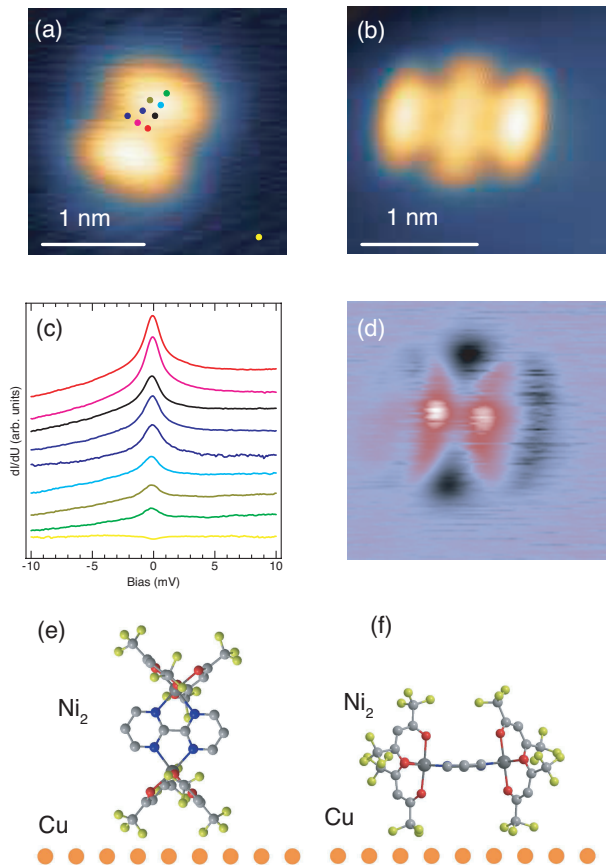 (a)
1 nm
(b)
1 nm
(c)
dI/dU (arb. units)
-10
-5
0
5
10
Bias (mV)
(d)
(e)
Ni2
Cu
(f)
Ni2
Cu